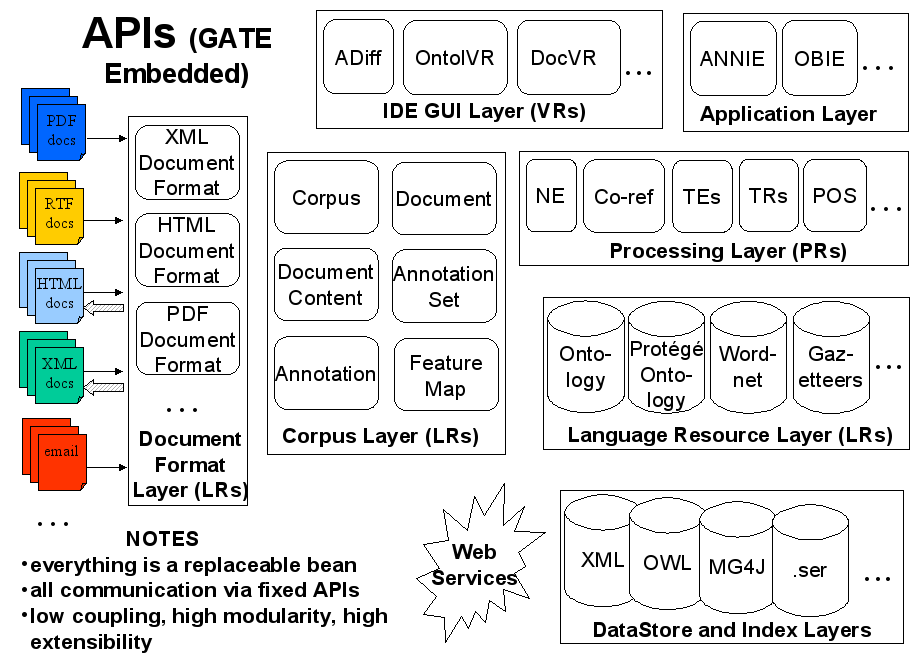 APIs (GATE
Embedded)
ADiff
OntolVR
DocVR
...
IDE GUI Layer (VRs)
ANNIE
OBIE
...
Application Layer
PDF
docs
RTF
docs
HTML
docs
XML
docs
email
...
XML
Document
Format
HTML
Document
Format
PDF
Document
Format
...
Document
Format
Layer (LRs)
Corpus
Document
Document
Content
Annotation
Set
Annotation
Feature
Map
Corpus Layer (LRs)
NE
Co-ref
TEs
TRs
POS
...
Processing Layer (PRs)
Onto-
logy
Protégé
Onto-
logy
Word-
net
Gaz-
etteers
...
Language Resource Layer (LRs)
NOTES
•everything is a replaceable bean
•all communication via fixed APIs
•low coupling, high modularity, high
extensibility
Web
Services
XML
OWL
MG4J
.ser
...
DataStore and Index Layers